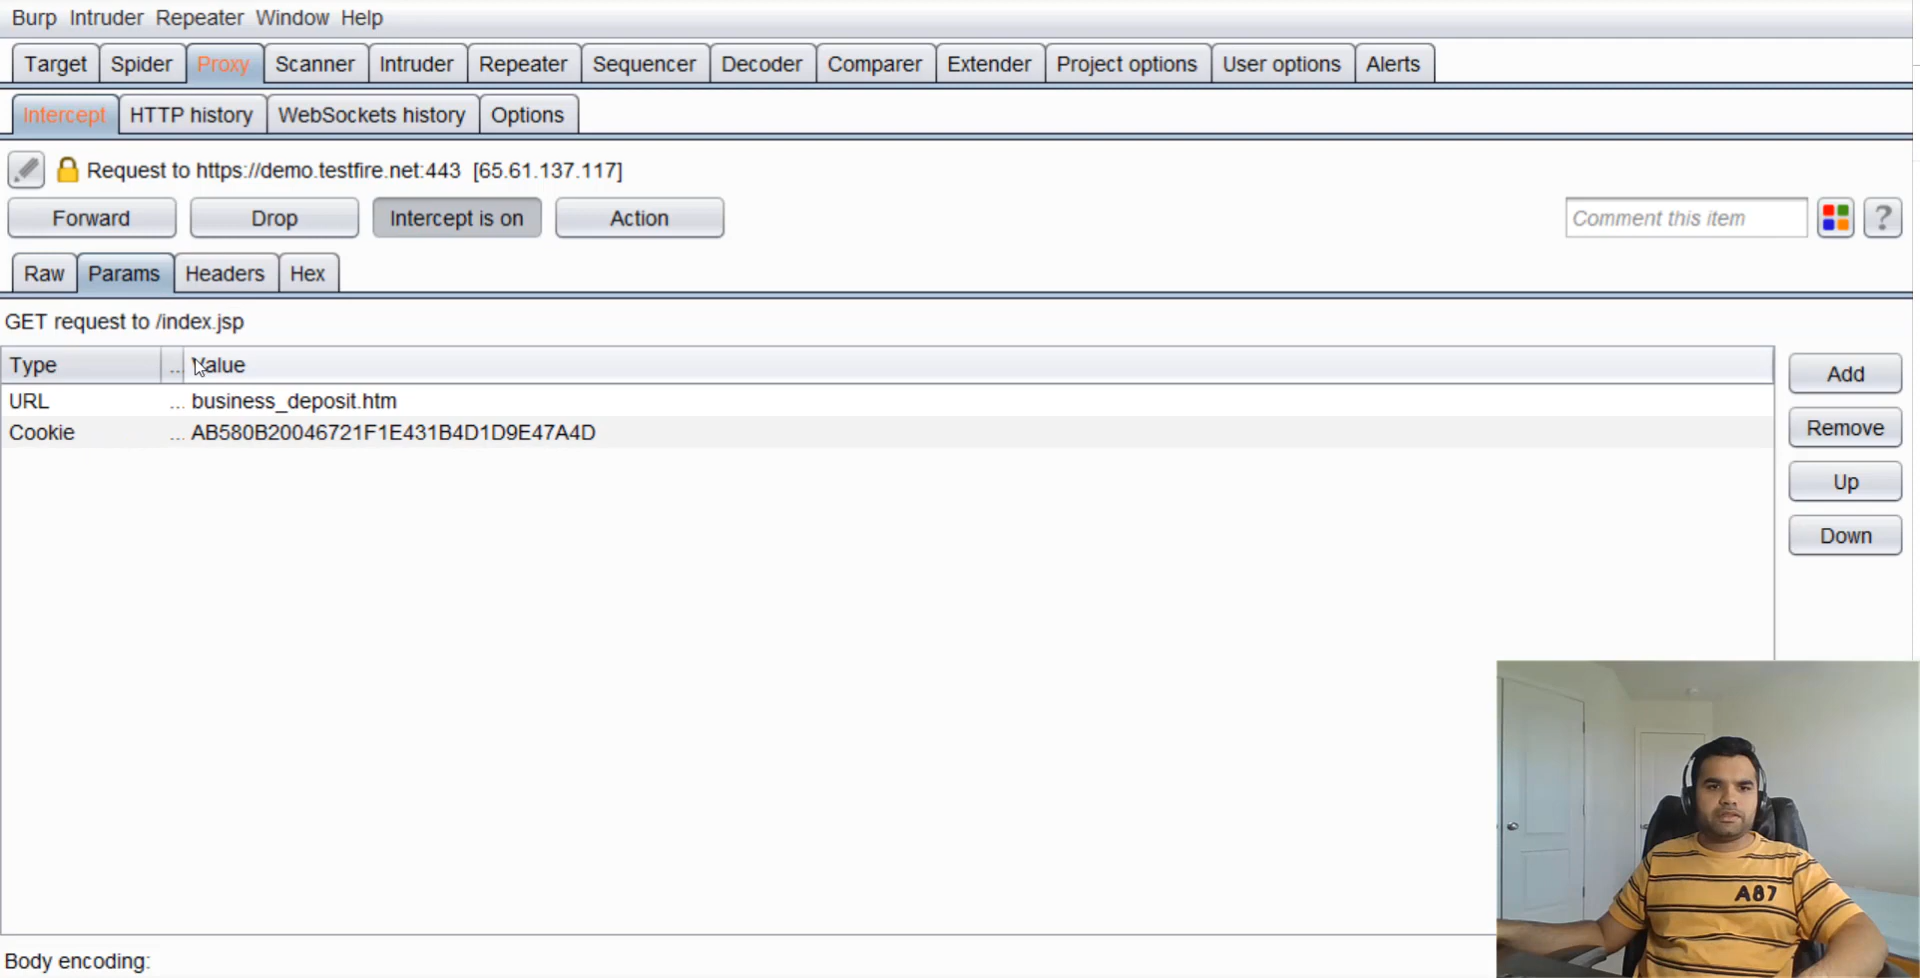 Burp Intruder Repeater Window Help
Target Spider Proxy Scanner Intruder Repeater Sequencer Decoder Comparer Extender Project options User options Alerts
Intercept HTTP history WebSockets history Options
Request to https://demo.testfire.net:443 [65.61.137.117]
Forward Drop Intercept is on Action Comment this item ?
Raw Params Headers Hex
GET request to /index.jsp
Type ... Value
URL ... business_deposit.htm
Cookie ... AB580B20046721F1E431B4D1D9E47A4D
Add
Remove
Up
Down
A87
Body encoding: